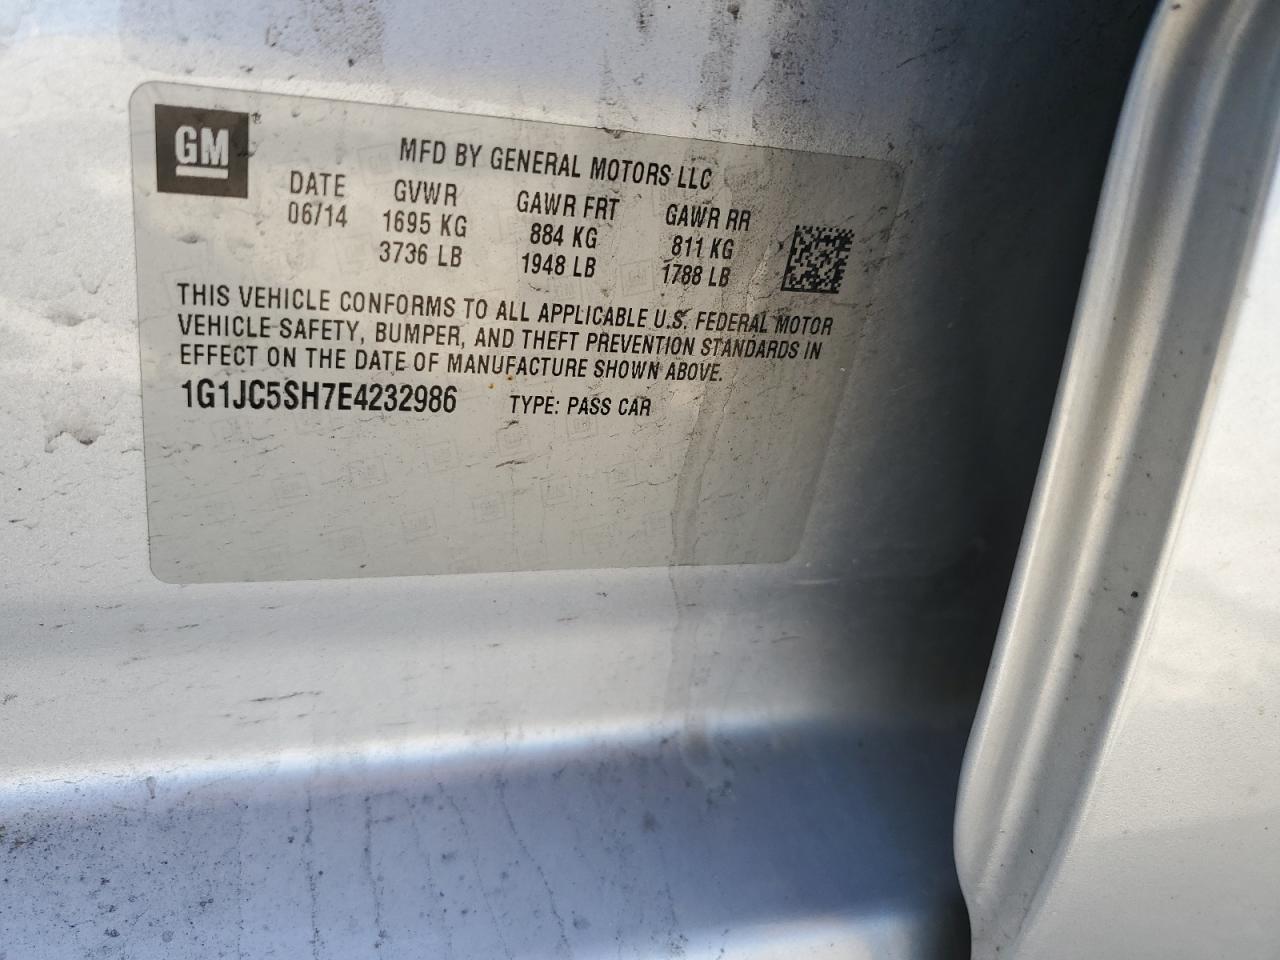 GM
MFD BY GENERAL MOTORS LLC
DATE GVWR GAWR FRT GAWR RR
06/14 1695 KG 884 KG 811 KG
3736 LB 1948 LB 1788 LB
THIS VEHICLE CONFORMS TO ALL APPLICABLE U.S. FEDERAL MOTOR
VEHICLE SAFETY, BUMPER, AND THEFT PREVENTION STANDARDS IN
EFFECT ON THE DATE OF MANUFACTURE SHOWN ABOVE.
1G1JC5SH7E4232986 TYPE: PASS CAR